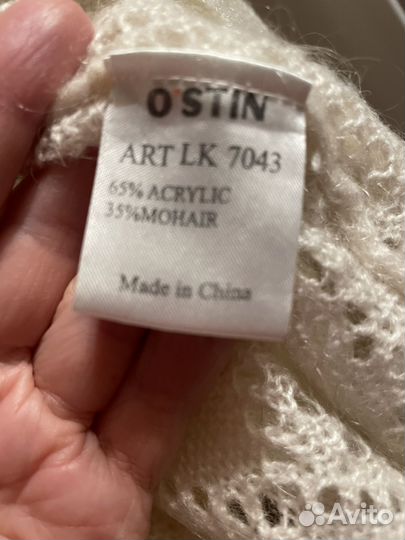 O'STIN
ART LK 7043
65% ACRYLIC
35%MOHAIR
Made in China
Avito